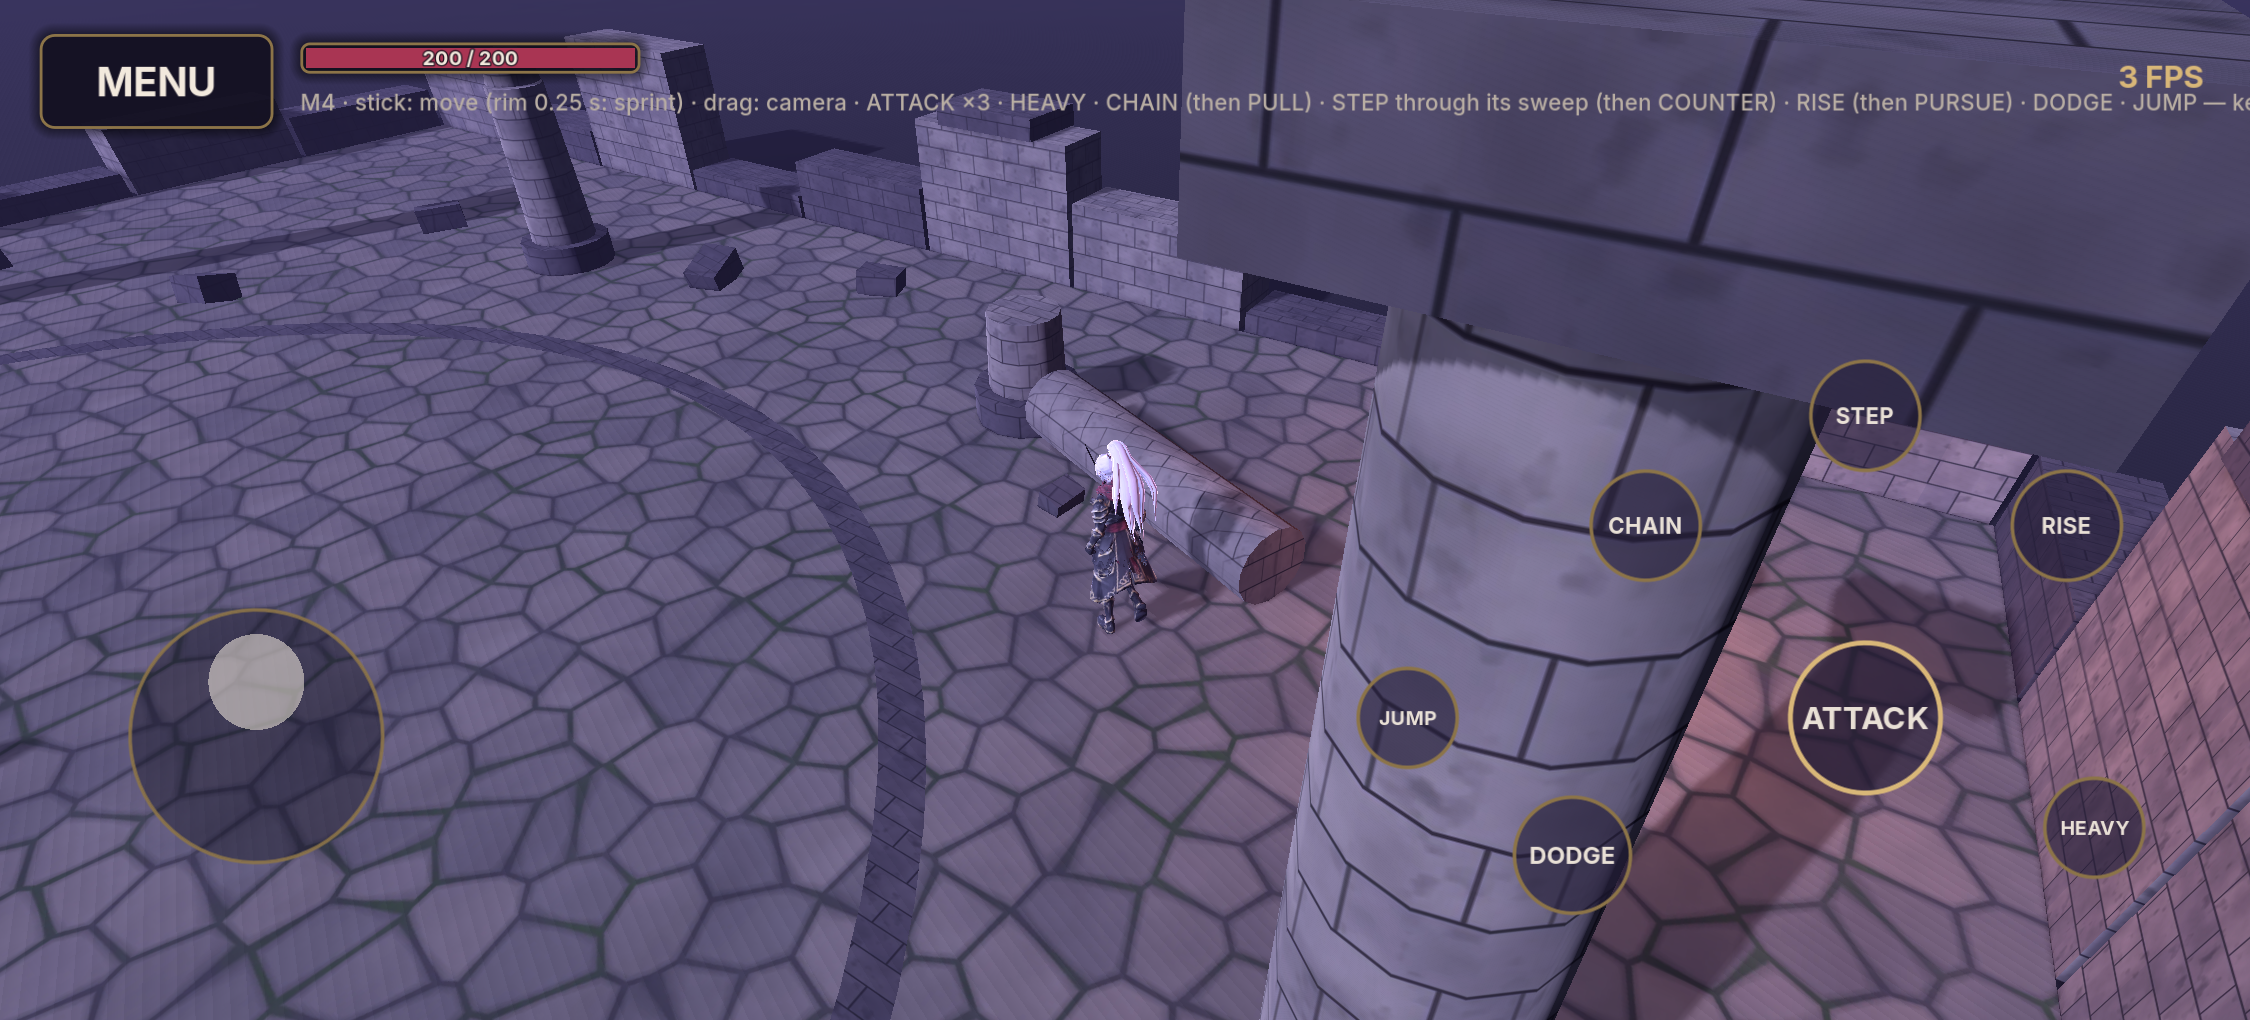 MENU
200 / 200
3 FPS
M4 · stick: move (rim 0.25 s: sprint) · drag: camera · ATTACK ×3 · HEAVY · CHAIN (then PULL) · STEP through its sweep (then COUNTER) · RISE (then PURSUE) · DODGE · JUMP —
STEP
CHAIN
RISE
JUMP
ATTACK
DODGE
HEAVY